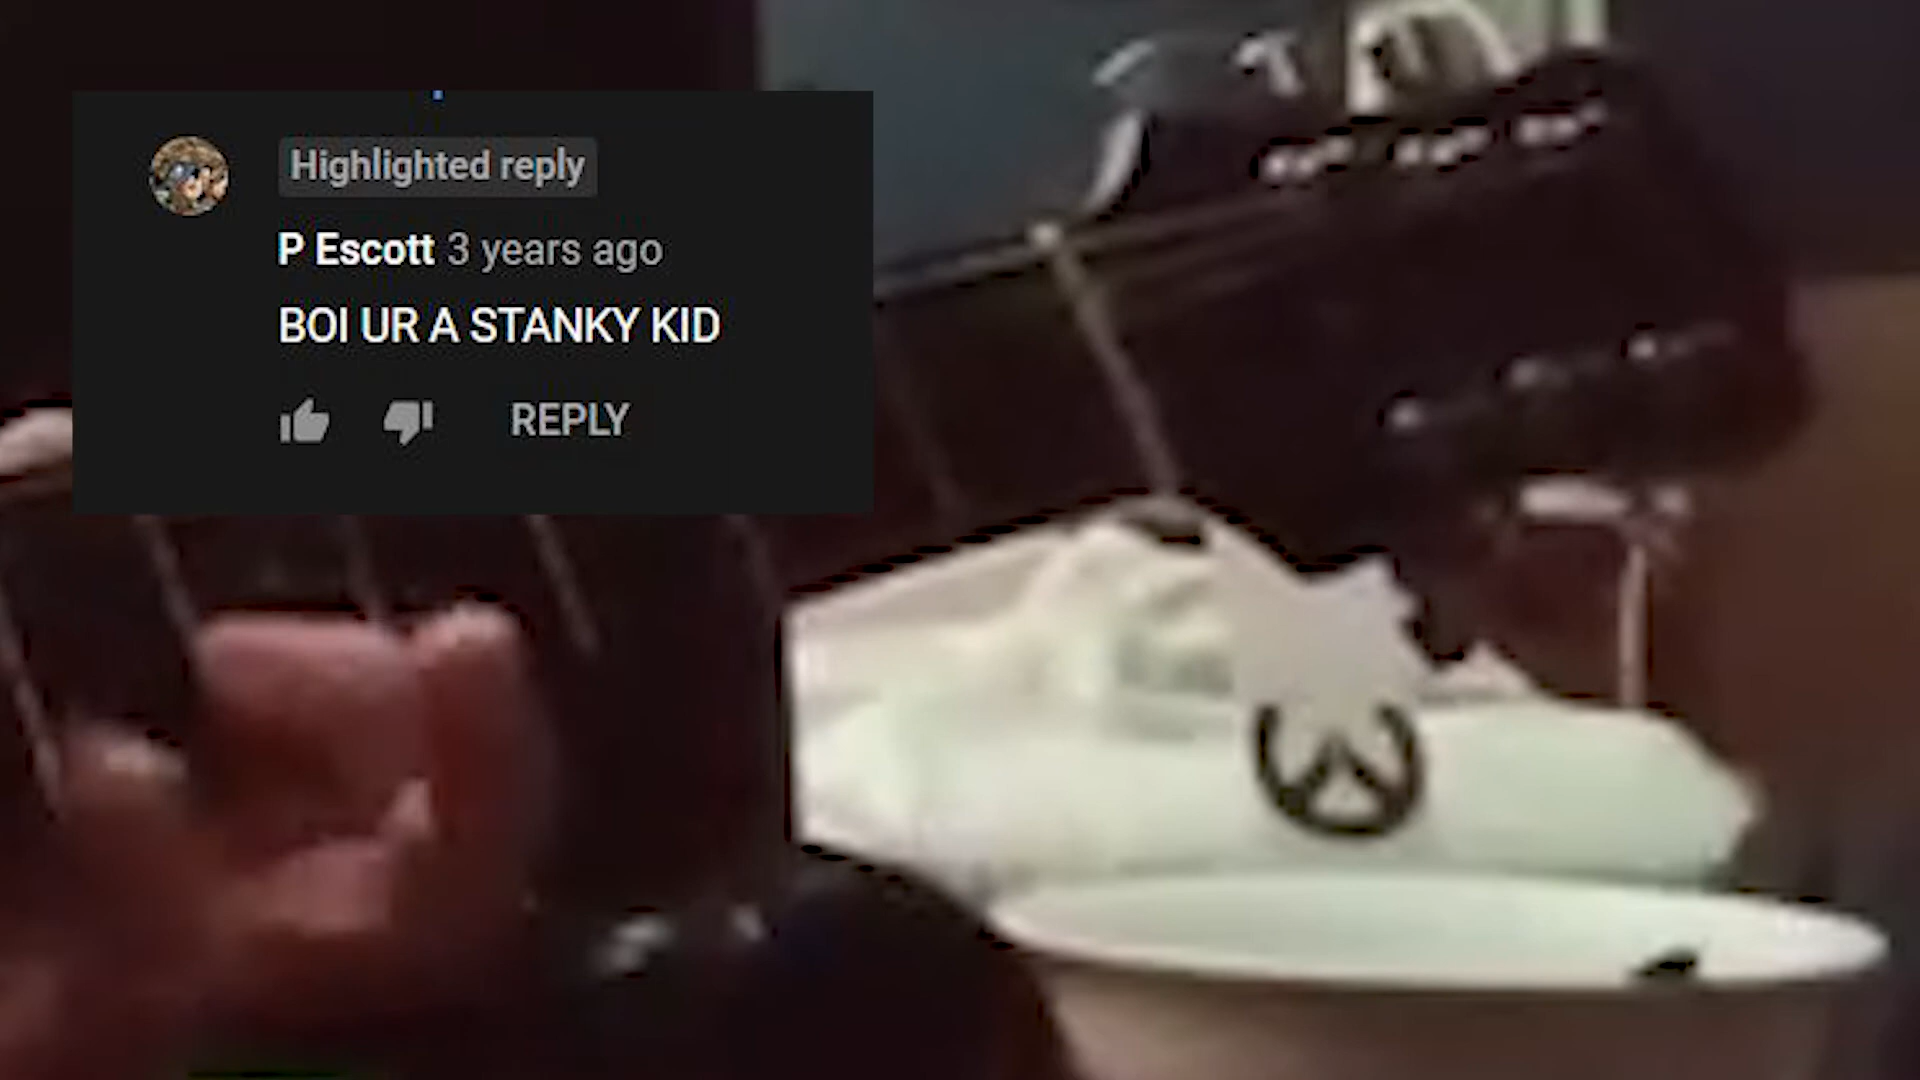 Highlighted reply
P Escott 3 years ago
BOI UR A STANKY KID
REPLY